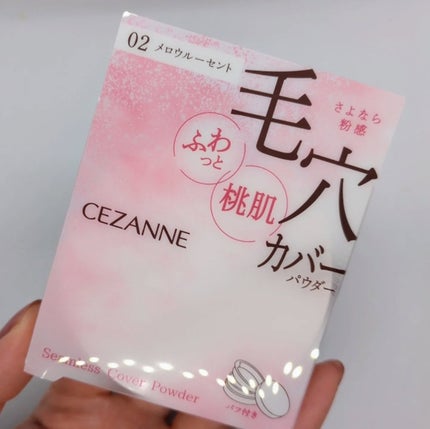 02 メロウルーセント
毛穴
カバー
パウダー
さよなら
粉感
ふわ
っと
桃肌
CEZANNE
Seamless Cover Powder
パフ付き